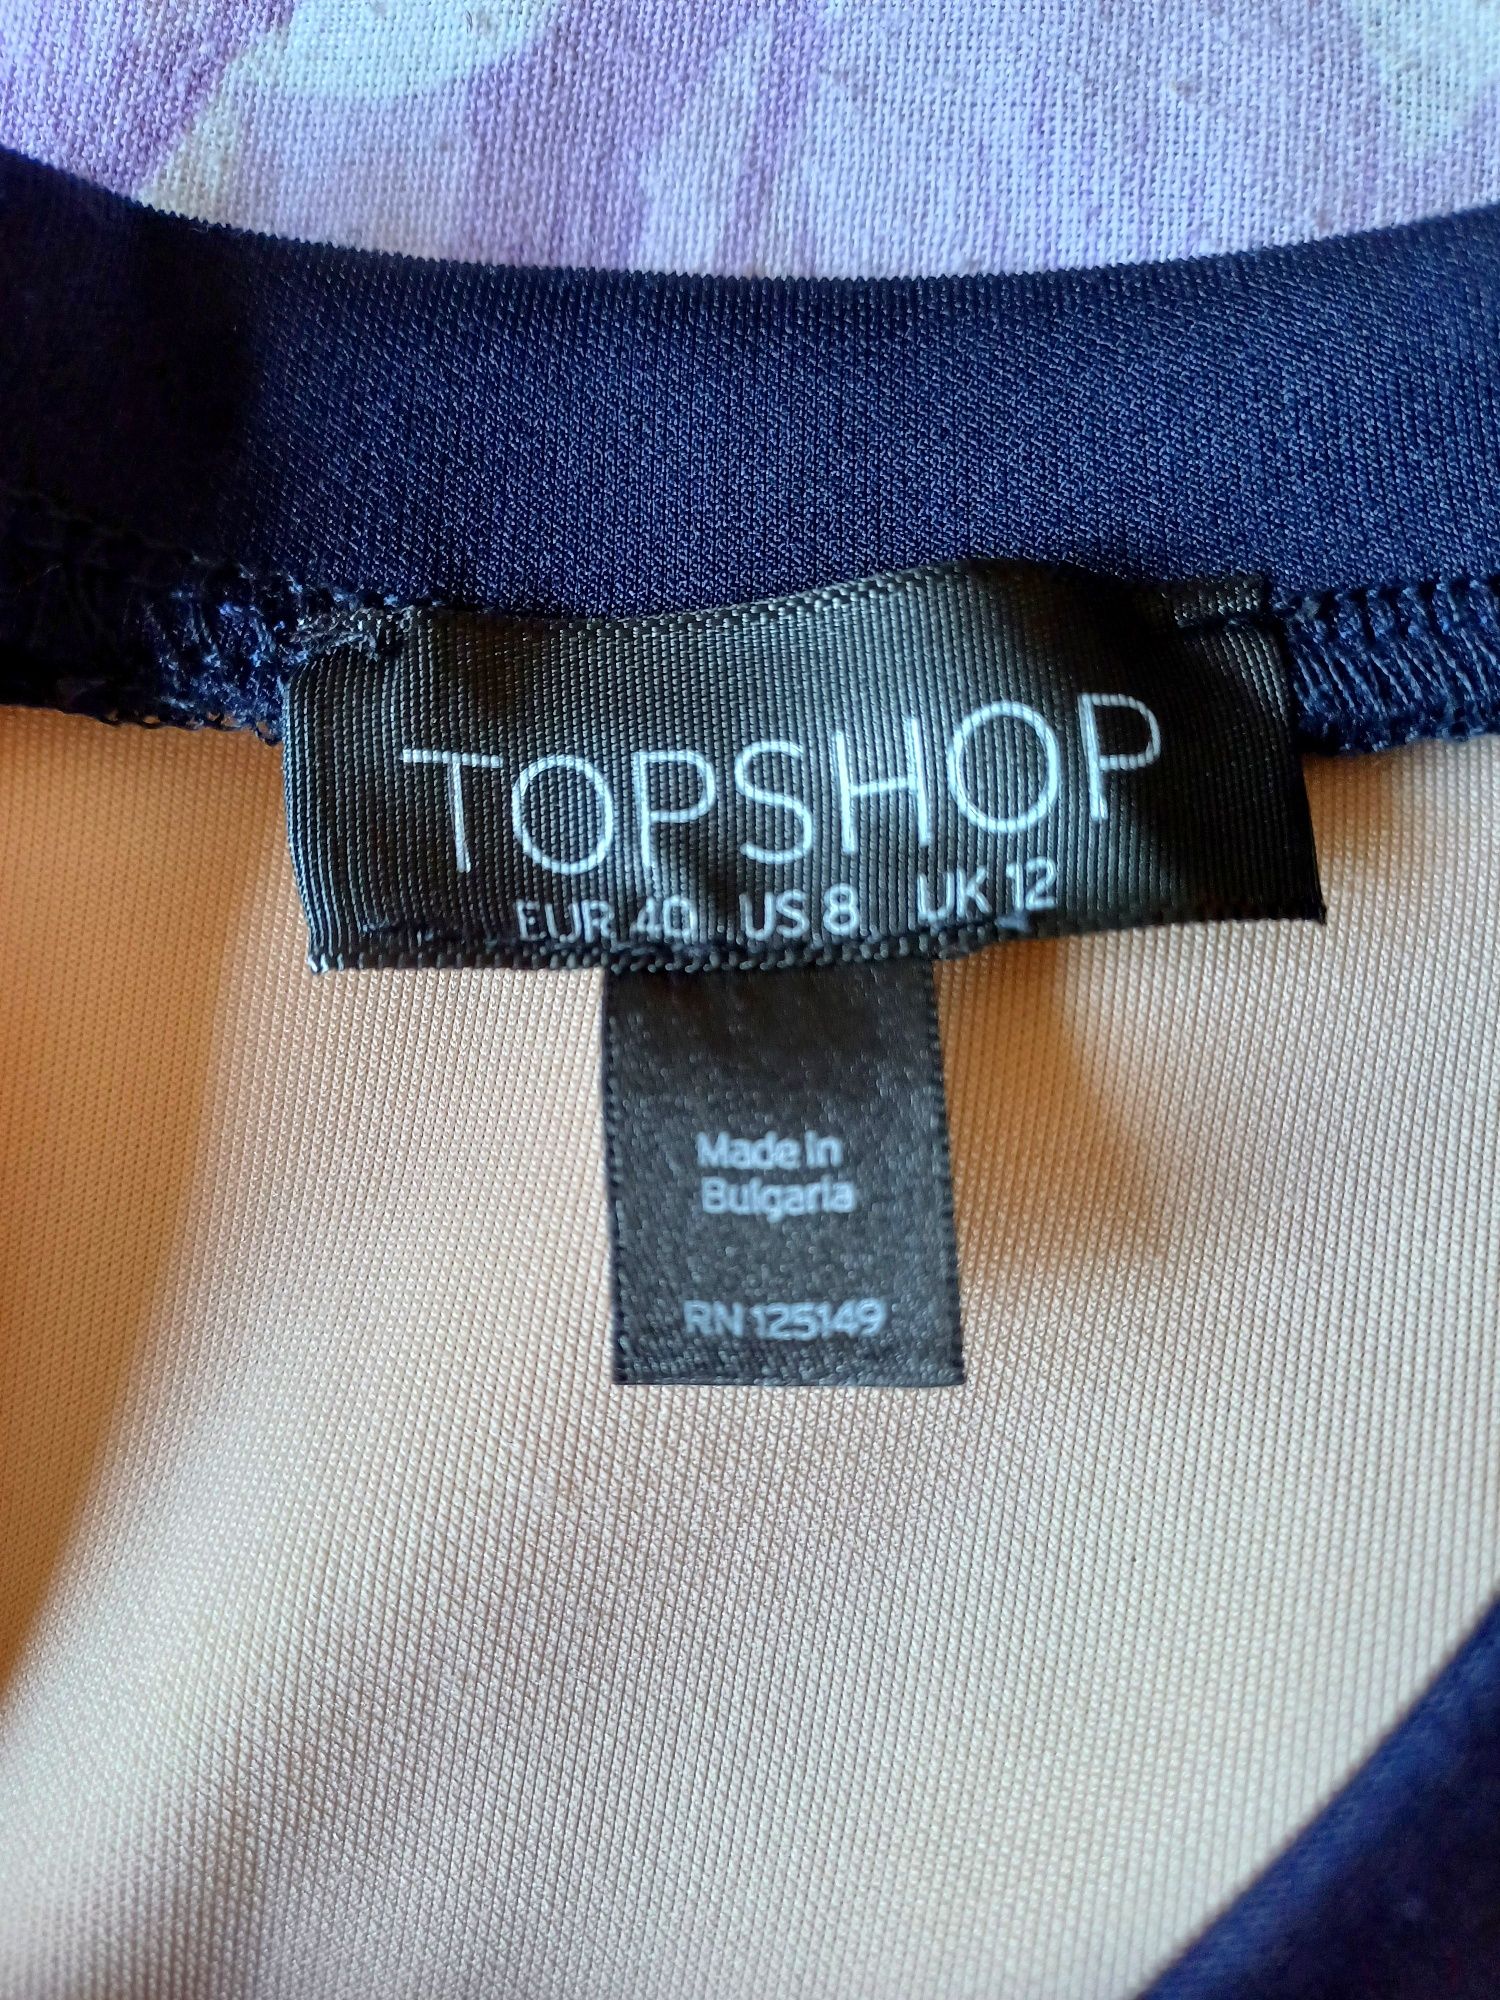 TOPSHOP
EUR 40 US 8 UK 12
Made in
Bulgaria
RN 125149